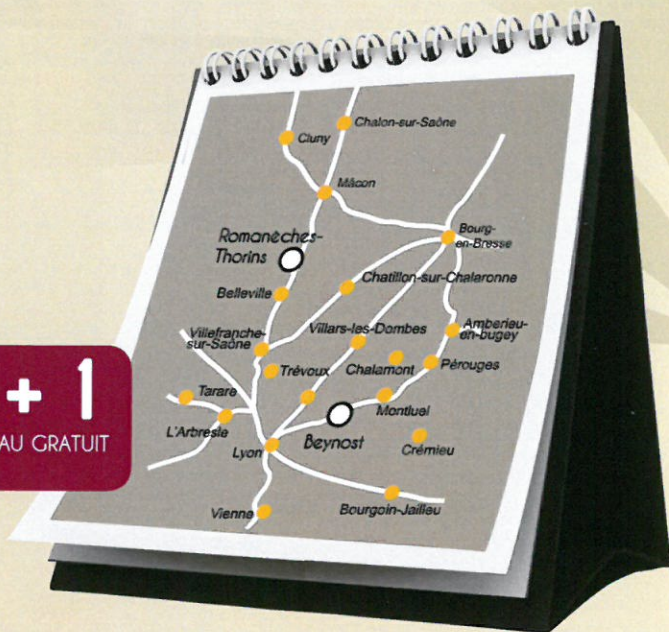 Cluny
Chalon-sur-Saône
Mâcon
Romanèches-
Thorins
Bourg-
en-Bresse
Chatillon-sur-Chalaronne
Belleville
Villefranche-
sur-Saône
Villars-les-Dombes
Amberieu-
en-bugey
Trévoux
Chalamont
Pérouges
+ 1
AU GRATUIT
Tarare
L'Arbresle
Montluel
Lyon
Beynost
Crémieu
Vienne
Bourgoin-Jallieu